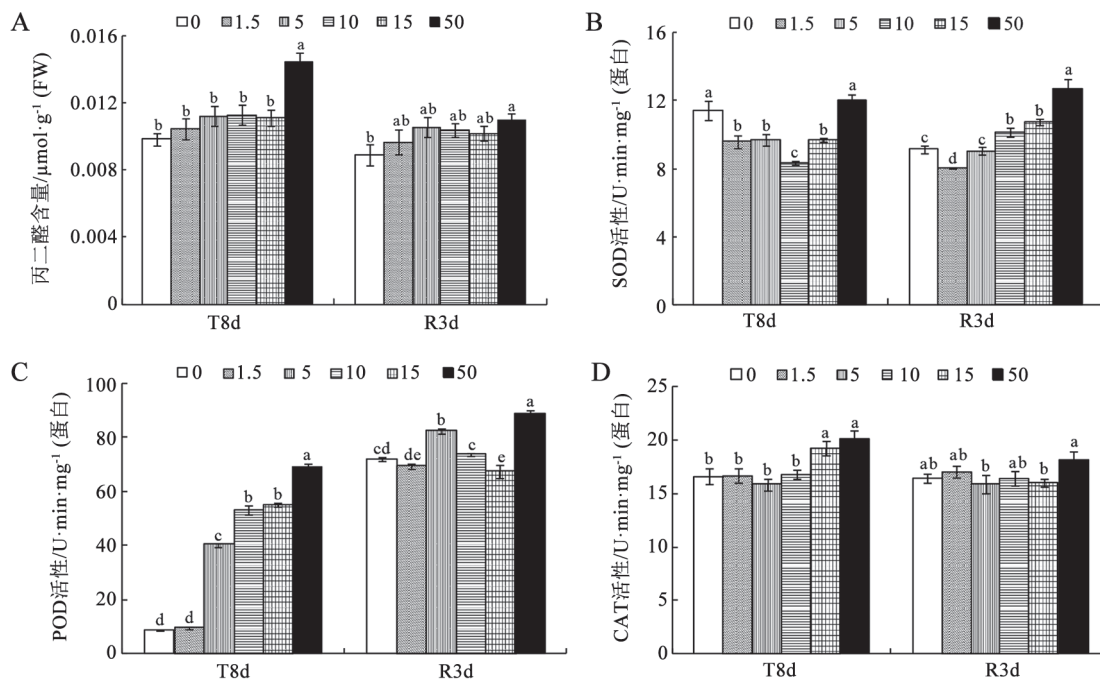 A
0 1.5 5 10 15 50
丙二醛含量/μmol·g⁻¹ (FW)
0.016
0.012
0.008
0.004
0
b b b b b a
b ab ab ab ab a
T8d R3d
B
0 1.5 5 10 15 50
SOD活性/U·min·mg⁻¹ (蛋白)
16
12
8
4
0
a b b c b a
c d c b b a
T8d R3d
C
0 1.5 5 10 15 50
POD活性/U·min·mg⁻¹ (蛋白)
100
80
60
40
20
0
d d c b b a
cd de b c e a
T8d R3d
D
0 1.5 5 10 15 50
CAT活性/U·min·mg⁻¹ (蛋白)
25
20
15
10
5
0
b b b b a a
ab ab b ab b a
T8d R3d